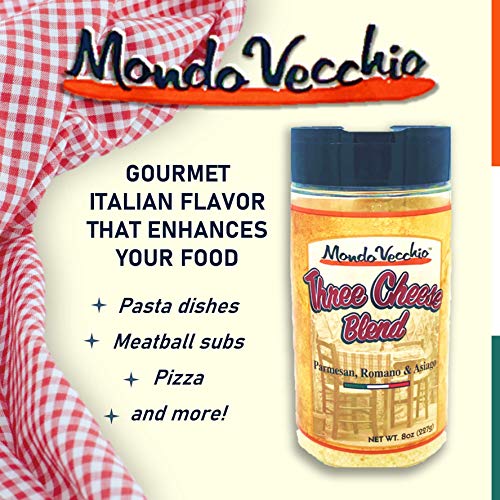 Mondo Vecchio
GOURMET
ITALIAN FLAVOR
THAT ENHANCES
YOUR FOOD
Pasta dishes
Meatball subs
Pizza
and more!
Mondo Vecchio™
Three Cheese
Blend
Parmesan, Romano & Asiago
NET WT. 8oz (227g)